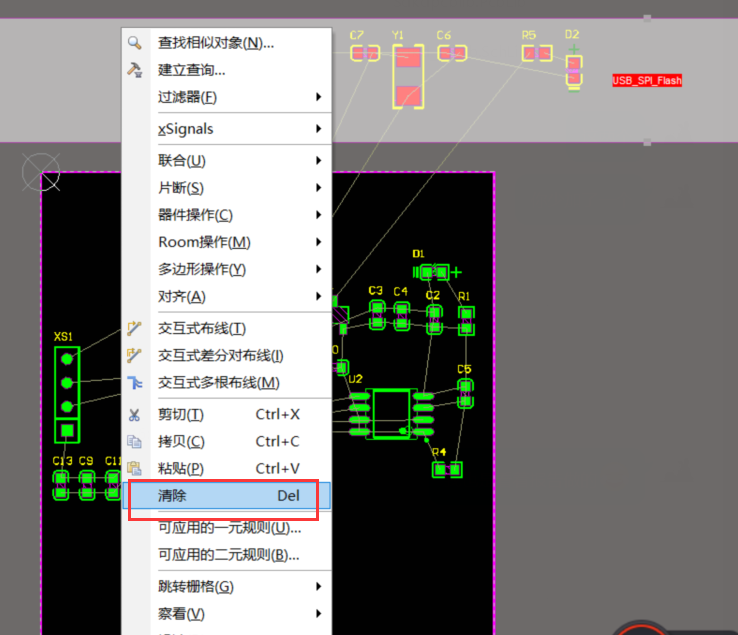 C7
Y1
C6
R5
D2
USB_SPI_Flash
查找相似对象(N)...
建立查询...
过滤器(F)
xSignals
联合(U)
片断(S)
器件操作(C)
Room操作(M)
多边形操作(Y)
对齐(A)
交互式布线(T)
交互式差分对布线(I)
交互式多根布线(M)
剪切(T) Ctrl+X
拷贝(C) Ctrl+C
粘贴(P) Ctrl+V
清除 Del
可应用的一元规则(U)...
可应用的二元规则(B)...
跳转栅格(G)
察看(V)
D1
C3
C4
C2
R1
XS1
U2
C5
R4
C13
C9